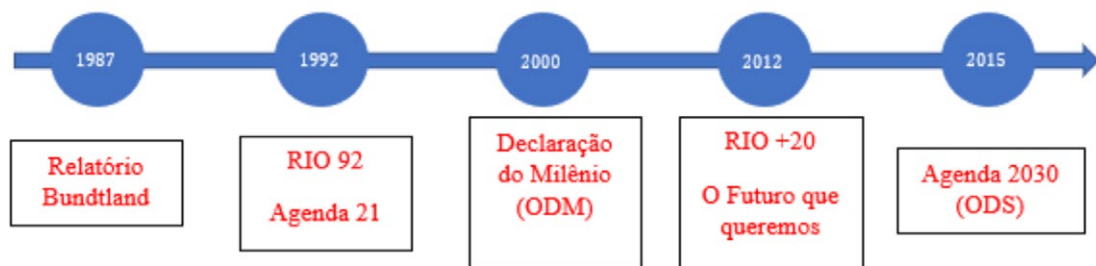 1987
1992
2000
2012
2015
Relatório
Bundtland
RIO 92
Agenda 21
Declaração
do Milênio
(ODM)
RIO +20
O Futuro que
queremos
Agenda 2030
(ODS)